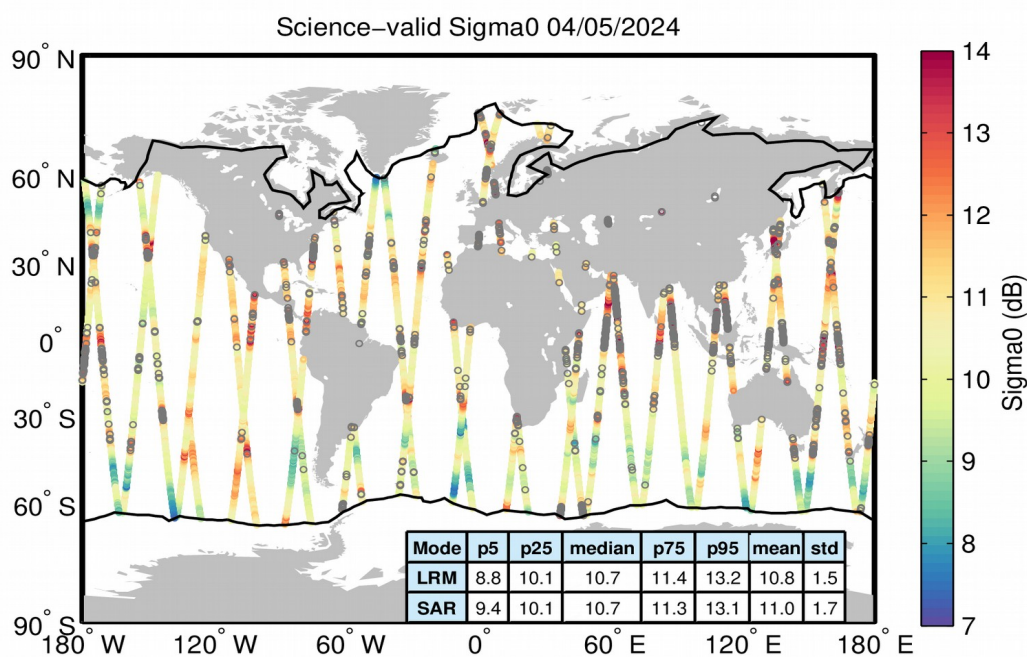 Science−valid Sigma0 04/05/2024
90° N
60° N
30° N
0°
30° S
60° S
90° S
180° W
120° W
60° W
0°
60° E
120° E
180° E
14
13
12
11
10
9
8
7
Sigma0 (dB)
Mode p5 p25 median p75 p95 mean std
LRM 8.8 10.1 10.7 11.4 13.2 10.8 1.5
SAR 9.4 10.1 10.7 11.3 13.1 11.0 1.7